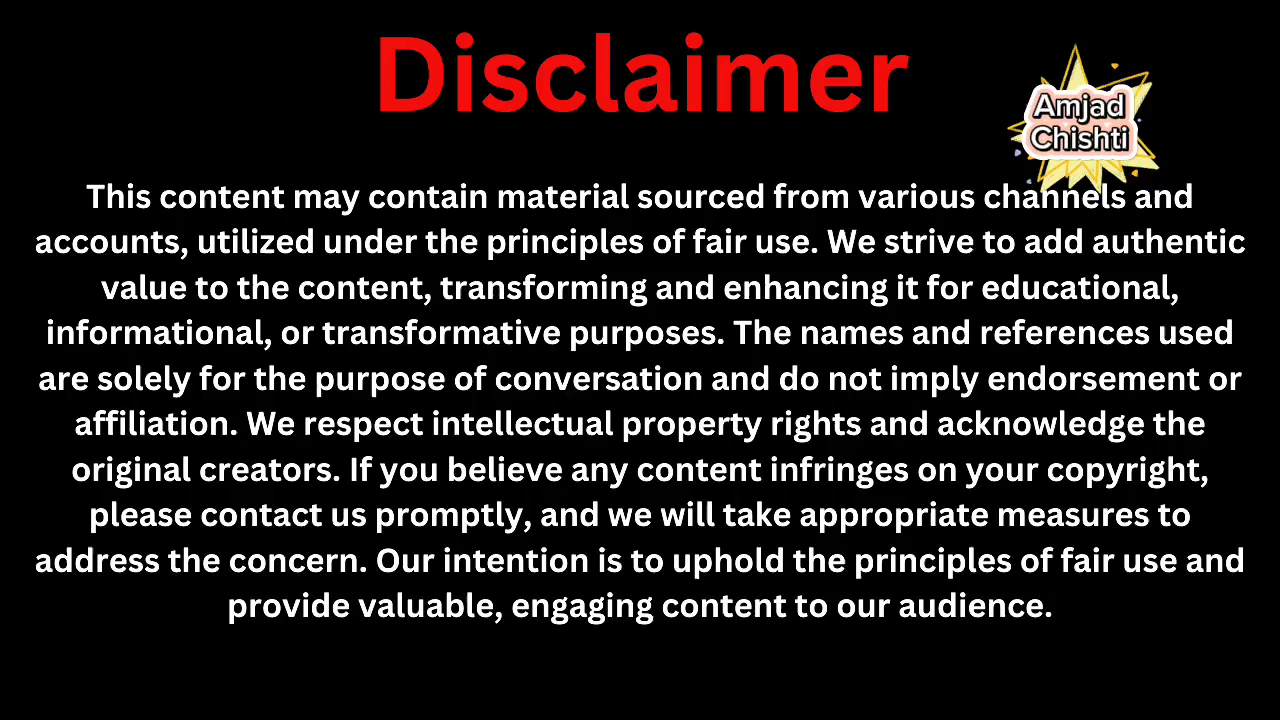 Disclaimer
Amjad
Chishti
This content may contain material sourced from various channels and
accounts, utilized under the principles of fair use. We strive to add authentic
value to the content, transforming and enhancing it for educational,
informational, or transformative purposes. The names and references used
are solely for the purpose of conversation and do not imply endorsement or
affiliation. We respect intellectual property rights and acknowledge the
original creators. If you believe any content infringes on your copyright,
please contact us promptly, and we will take appropriate measures to
address the concern. Our intention is to uphold the principles of fair use and
provide valuable, engaging content to our audience.